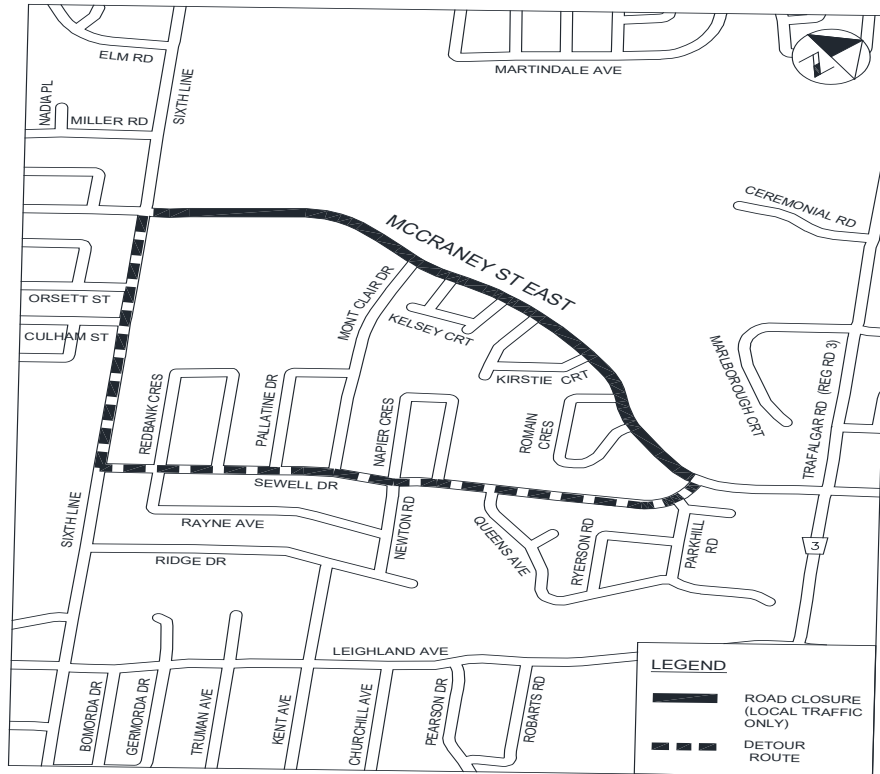 ELM RD
MARTINDALE AVE
NADIA PL
SIXTH LINE
MILLER RD
N
CEREMONIAL RD
MCCRANEY ST EAST
MONT CLAIR DR
ORSETT ST
KELSEY CRT
CULHAM ST
KIRSTIE CRT
MARLBOROUGH CRT
TRAFALGAR RD (REG RD 3)
REDBANK CRES
PALLATINE DR
NAPIER CRES
ROMAIN
CRES
SEWELL DR
SIXTH LINE
RAYNE AVE
NEWTON RD
QUEENS AVE
RYERSON RD
PARKHILL
RD
3
RIDGE DR
LEIGHLAND AVE
BOMORDA DR
GERMORDA DR
TRUMAN AVE
KENT AVE
CHURCHILL AVE
PEARSON DR
ROBARTS RD
LEGEND
ROAD CLOSURE
(LOCAL TRAFFIC
ONLY)
DETOUR
ROUTE